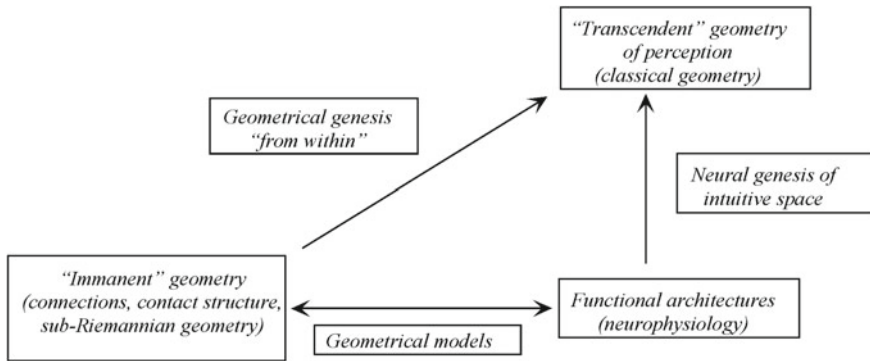 “Transcendent” geometry
of perception
(classical geometry)
Geometrical genesis
“from within”
Neural genesis of
intuitive space
“Immanent” geometry
(connections, contact structure,
sub-Riemannian geometry)
Functional architectures
(neurophysiology)
Geometrical models